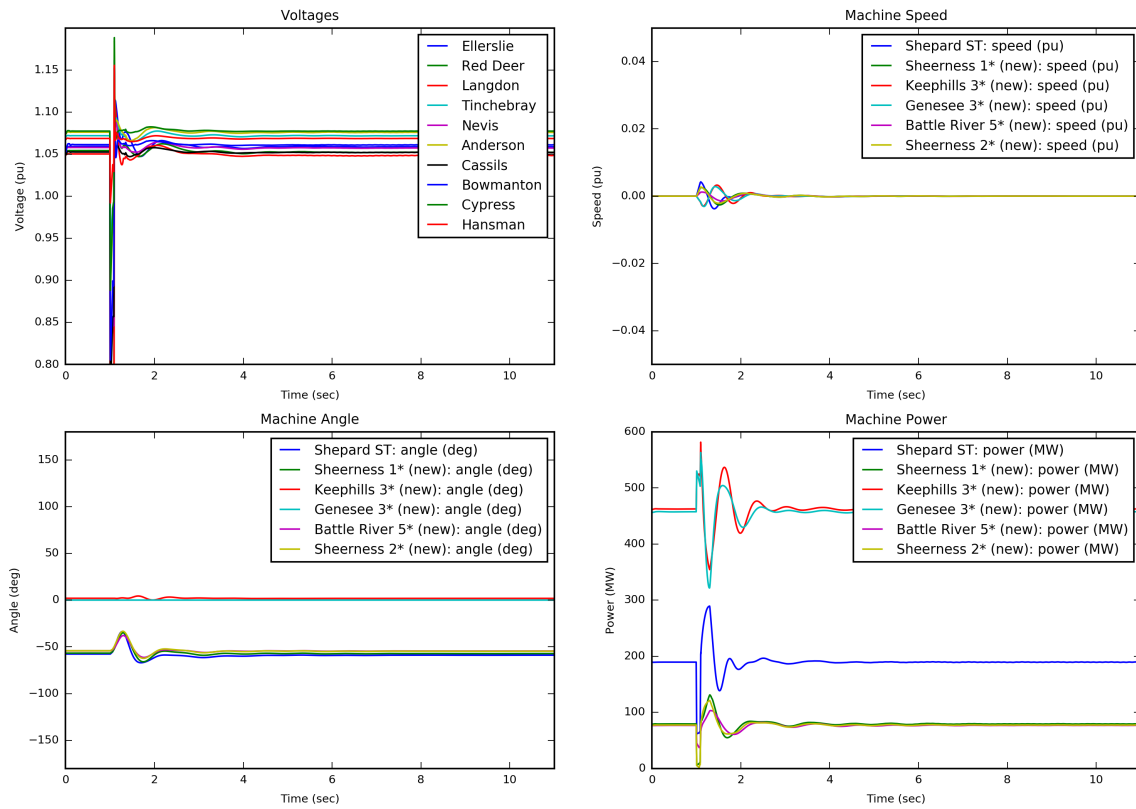 Voltages
1.15
1.10
1.05
1.00
0.95
0.90
0.85
0.80
Voltage (pu)
Ellerslie
Red Deer
Langdon
Tinchebray
Nevis
Anderson
Cassils
Bowmanton
Cypress
Hansman
0 2 4 6 8 10
Time (sec)
Machine Speed
0.04
0.02
0.00
−0.02
−0.04
Speed (pu)
Shepard ST: speed (pu)
Sheerness 1* (new): speed (pu)
Keephills 3* (new): speed (pu)
Genesee 3* (new): speed (pu)
Battle River 5* (new): speed (pu)
Sheerness 2* (new): speed (pu)
0 2 4 6 8 10
Time (sec)
Machine Angle
150
100
50
0
−50
−100
−150
Angle (deg)
Shepard ST: angle (deg)
Sheerness 1* (new): angle (deg)
Keephills 3* (new): angle (deg)
Genesee 3* (new): angle (deg)
Battle River 5* (new): angle (deg)
Sheerness 2* (new): angle (deg)
0 2 4 6 8 10
Time (sec)
Machine Power
600
500
400
300
200
100
0
Power (MW)
Shepard ST: power (MW)
Sheerness 1* (new): power (MW)
Keephills 3* (new): power (MW)
Genesee 3* (new): power (MW)
Battle River 5* (new): power (MW)
Sheerness 2* (new): power (MW)
0 2 4 6 8 10
Time (sec)